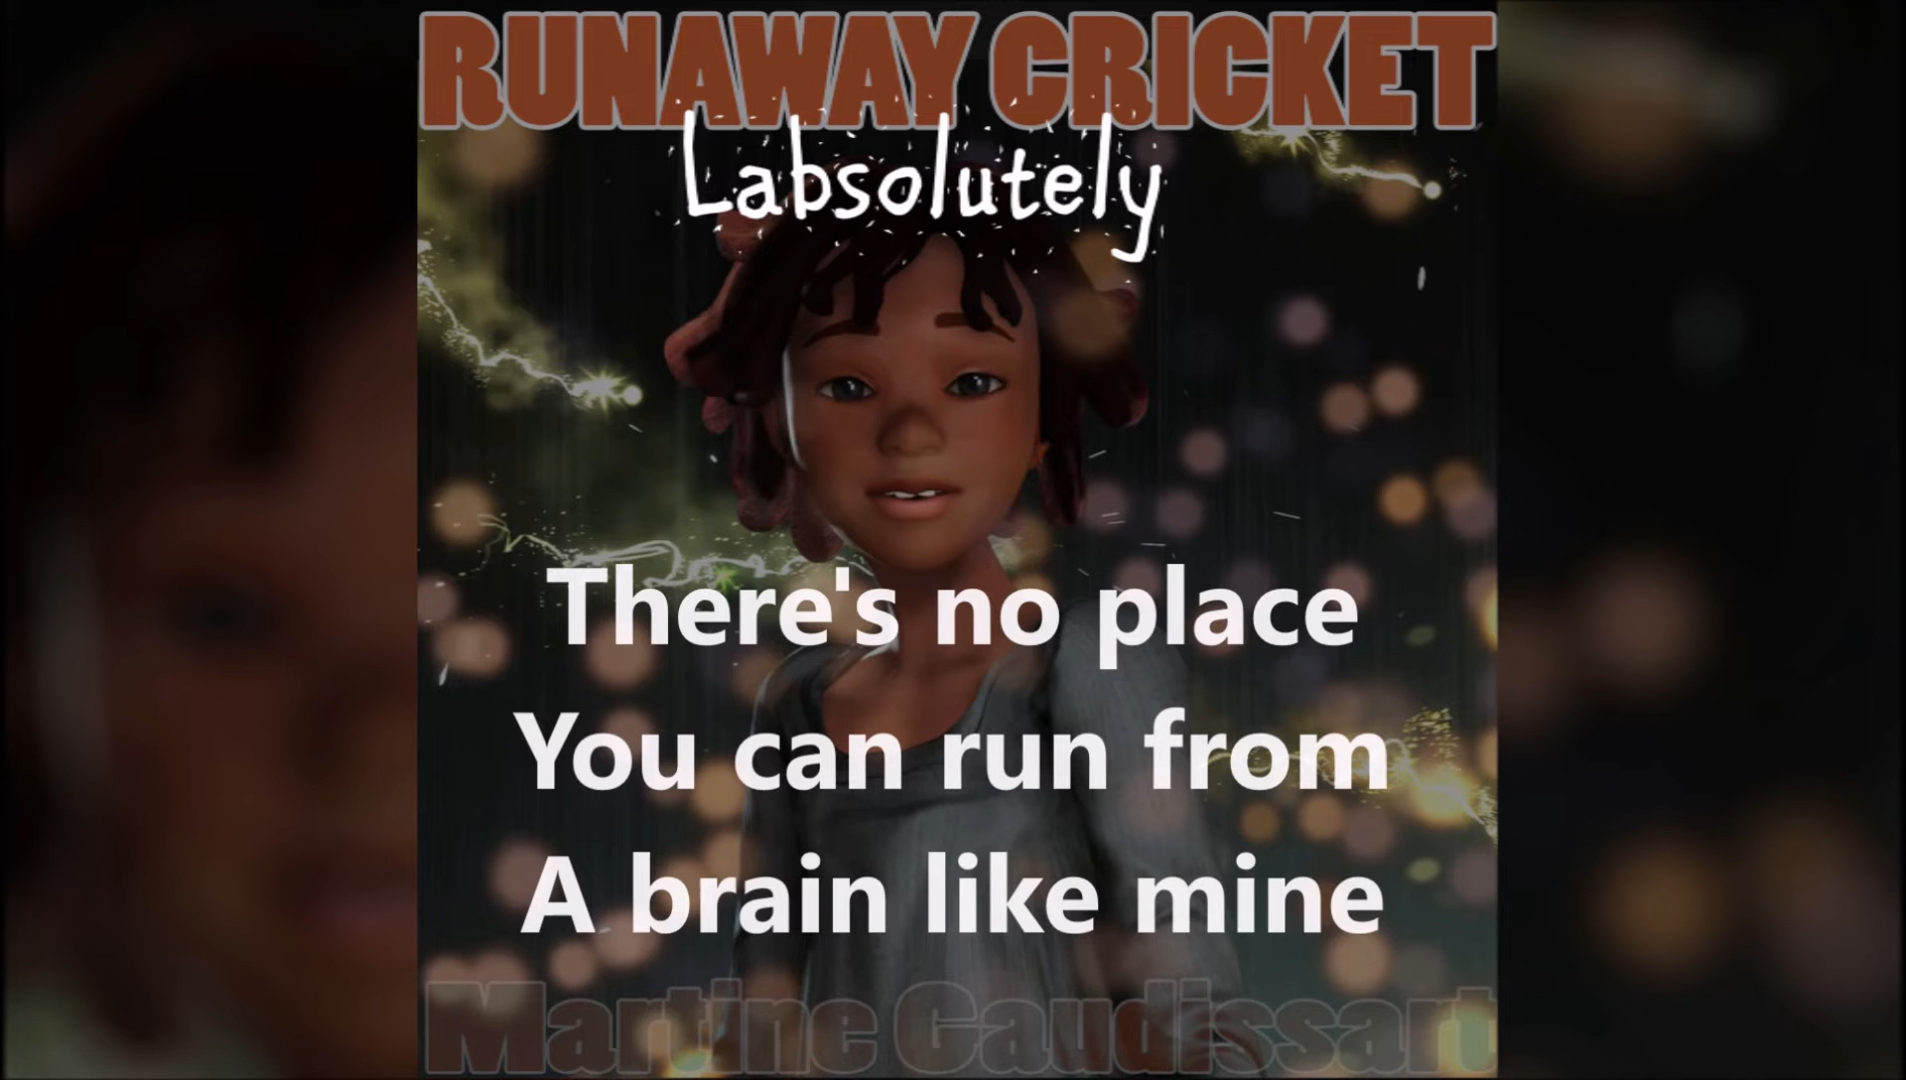 RUNAWAY CRICKET
Labsolutely
There's no place
You can run from
A brain like mine
Martine Gaudissart